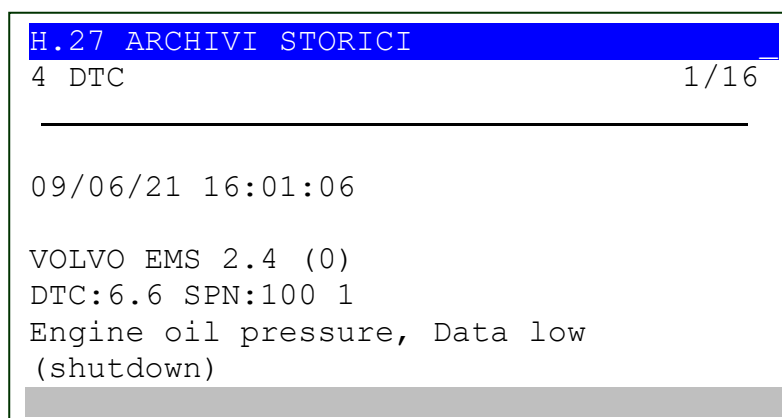 H.27 ARCHIVI STORICI
4 DTC 1/16
09/06/21 16:01:06
VOLVO EMS 2.4 (0)
DTC:6.6 SPN:100 1
Engine oil pressure, Data low
(shutdown)